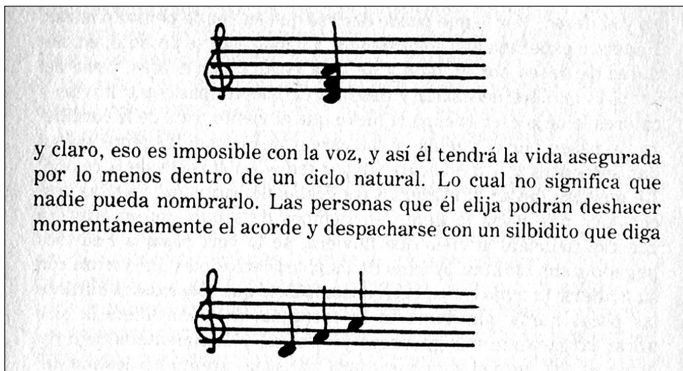 y claro, eso es imposible con la voz, y así él tendrá la vida asegurada
por lo menos dentro de un ciclo natural. Lo cual no significa que
nadie pueda nombrarlo. Las personas que él elija podrán deshacer
momentáneamente el acorde y despacharse con un silbidito que diga